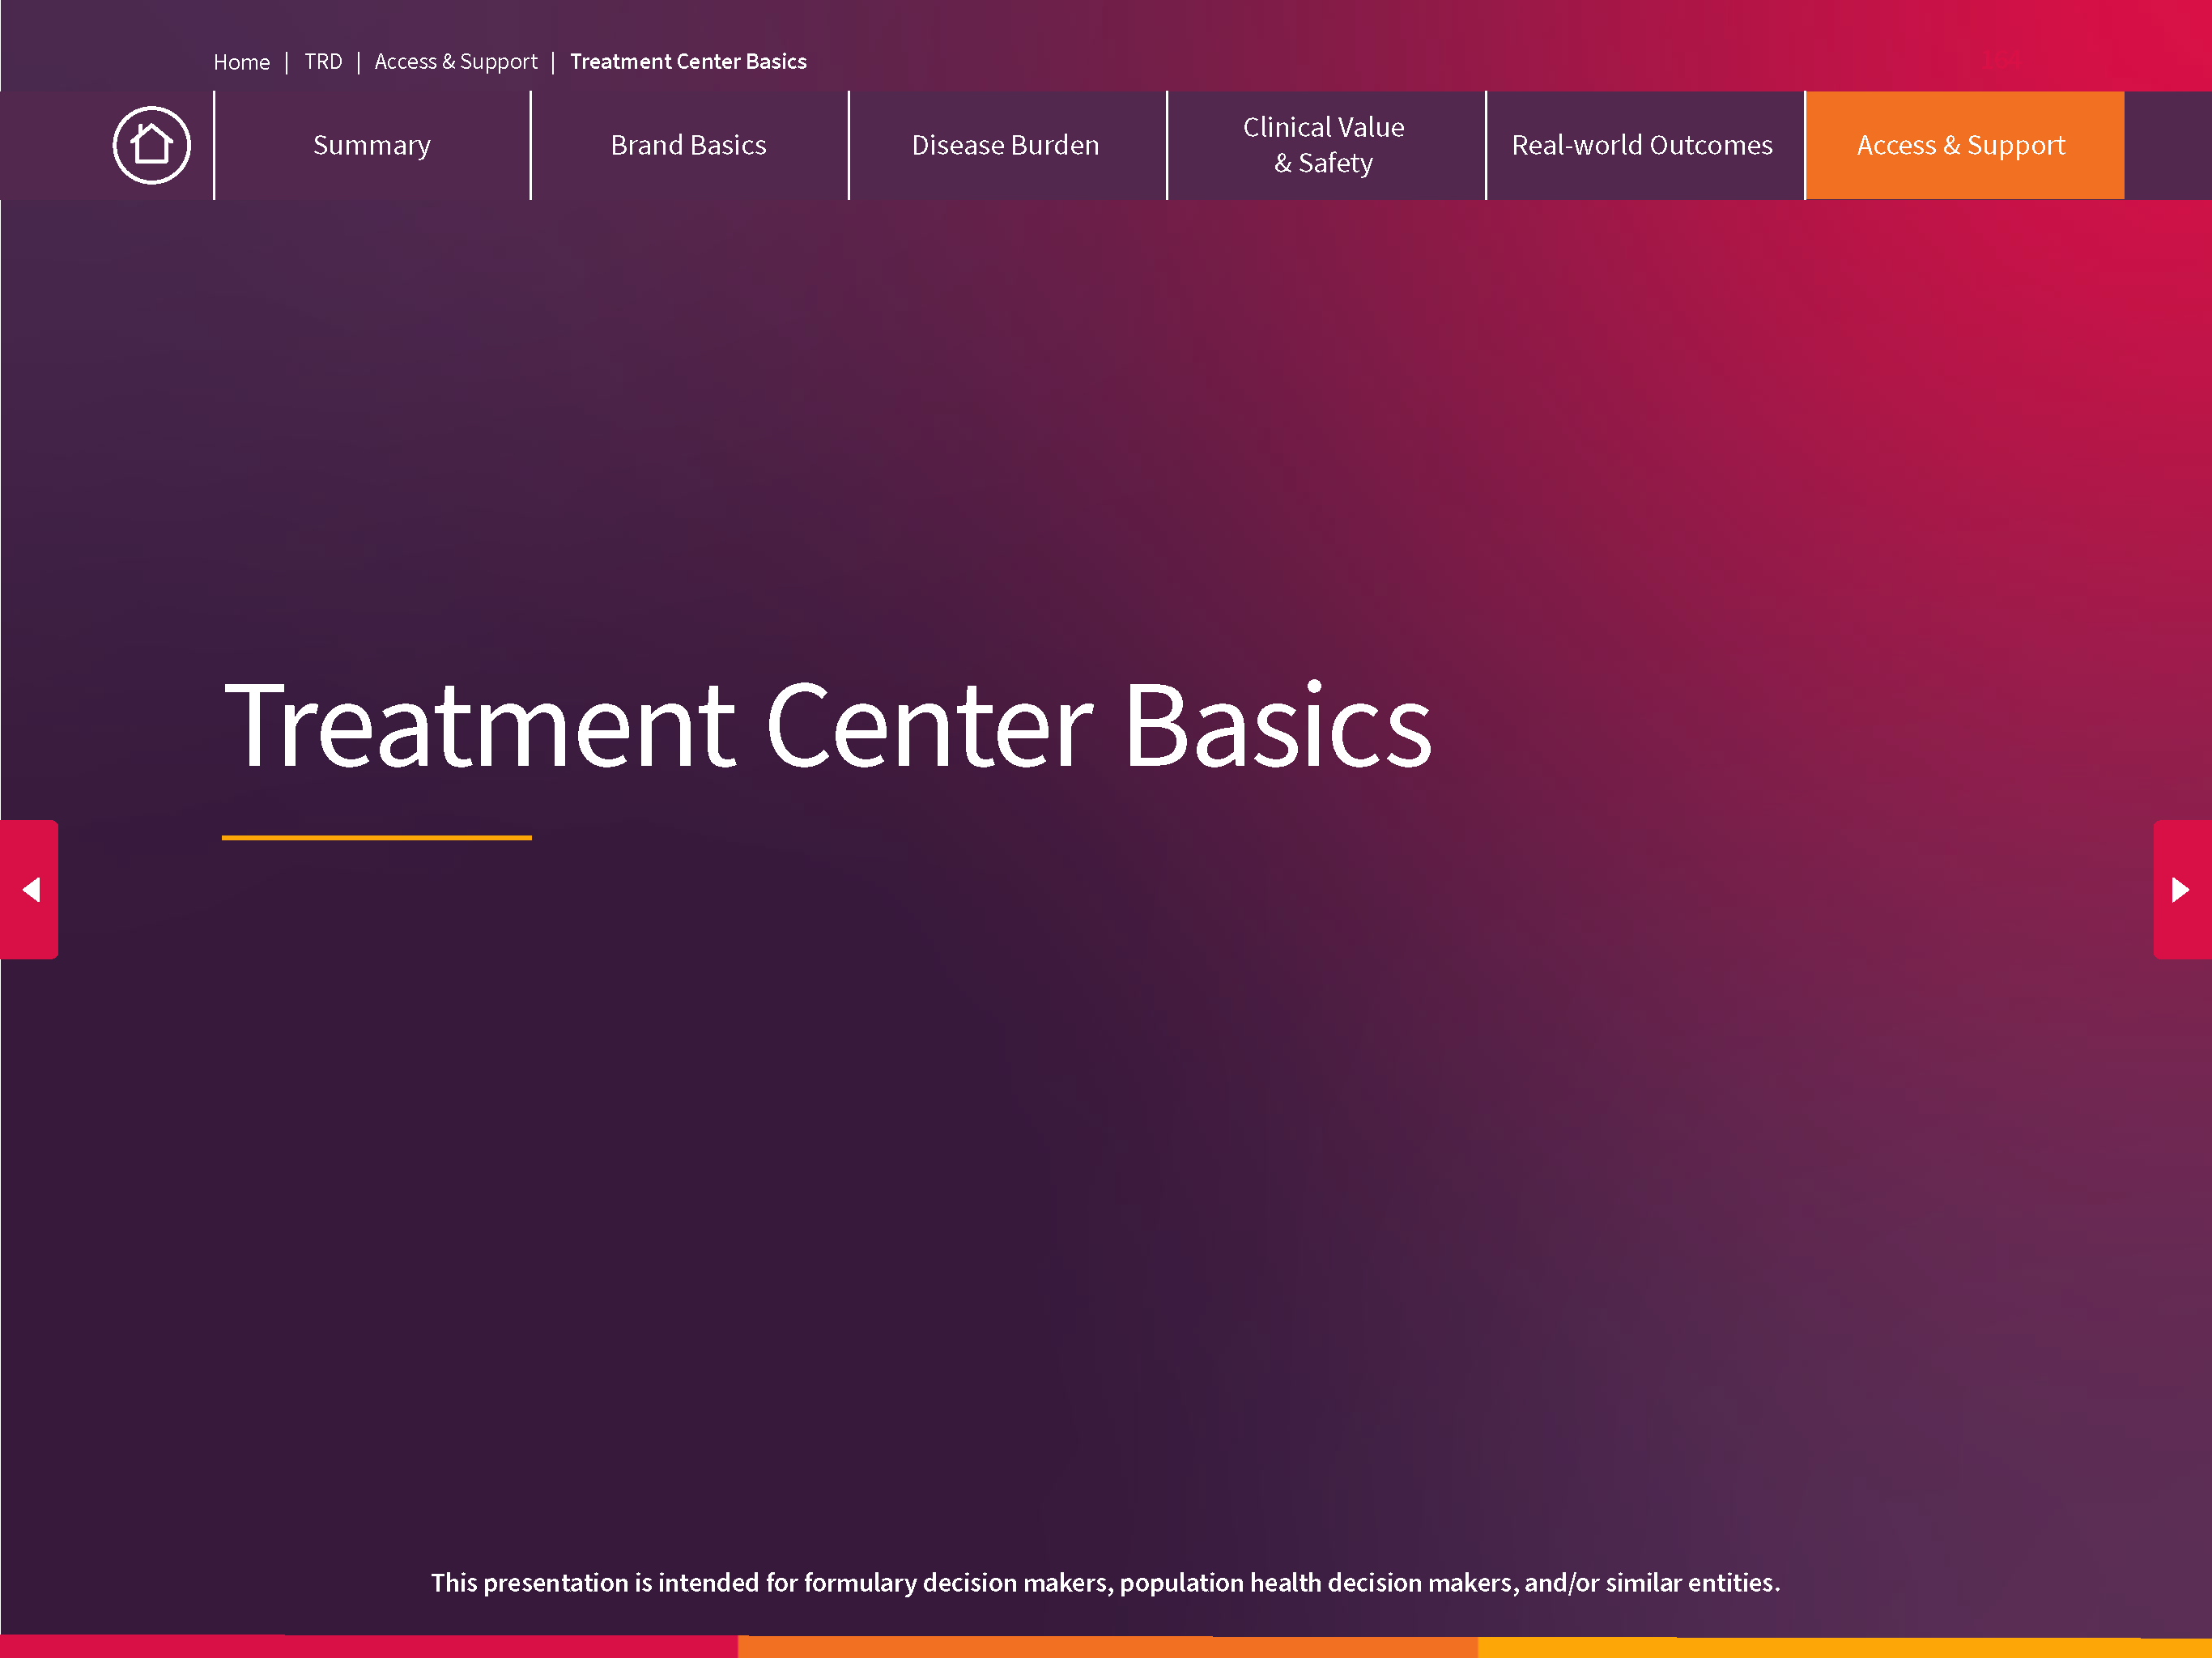 Home | TRD | Access & Support | Treatment Center Basics
Summary
Brand Basics
Disease Burden
Clinical Value
& Safety
Real-world Outcomes
Access & Support
Treatment Center Basics
This presentation is intended for formulary decision makers, population health decision makers, and/or similar entities.